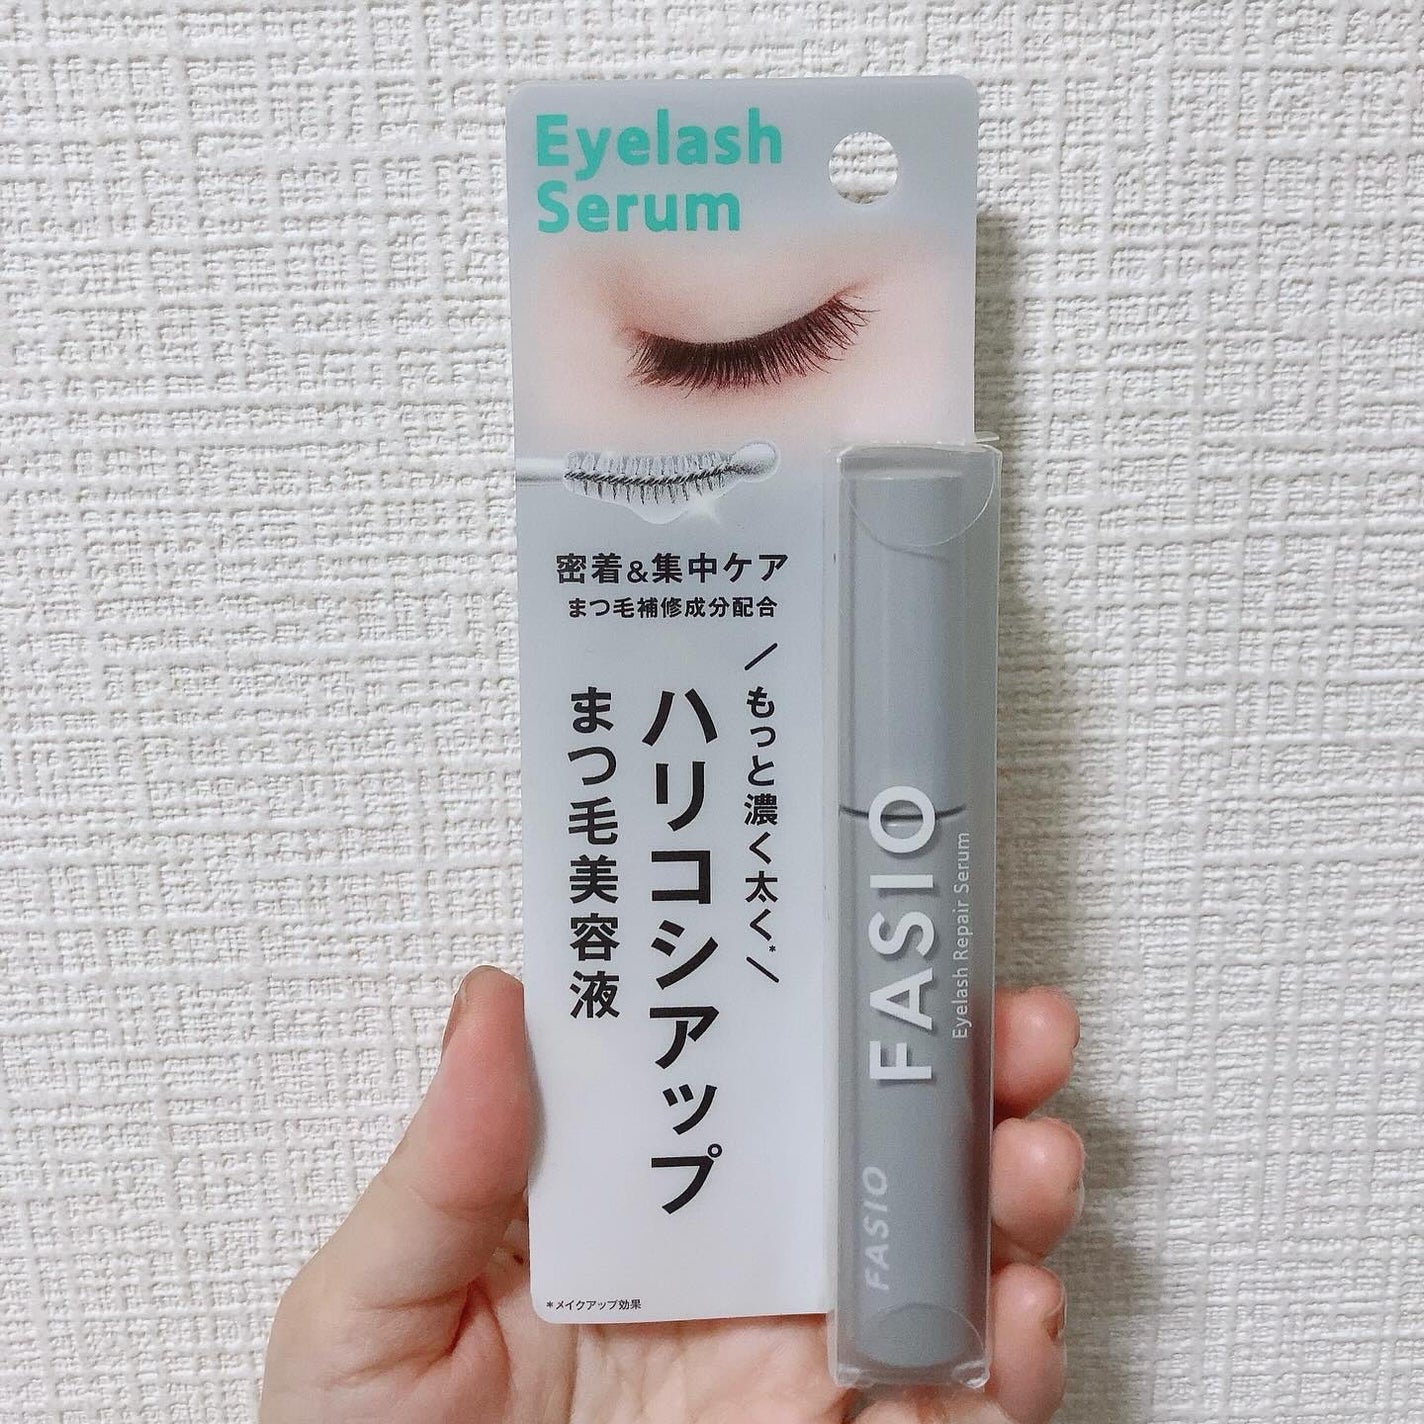 Eyelash
Serum
密着&集中ケア
まつ毛補修成分配合
もっと濃く太く*
ハリコシアップ
まつ毛美容液
*メイクアップ効果
FASIO
Eyelash Repair Serum
FASIO